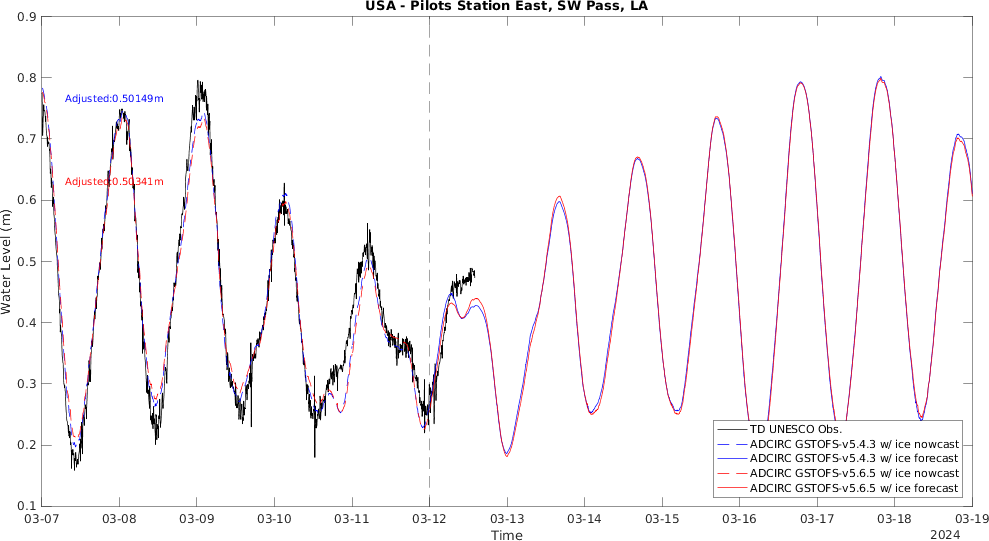 USA - Pilots Station East, SW Pass, LA
0.9
0.8
0.7
0.6
0.5
0.4
0.3
0.2
0.1
Water Level (m)
Adjusted:0.50149m
Adjusted:0.50341m
TD UNESCO Obs.
ADCIRC GSTOFS-v5.4.3 w/ ice nowcast
ADCIRC GSTOFS-v5.4.3 w/ ice forecast
ADCIRC GSTOFS-v5.6.5 w/ ice nowcast
ADCIRC GSTOFS-v5.6.5 w/ ice forecast
03-07 03-08 03-09 03-10 03-11 03-12 03-13 03-14 03-15 03-16 03-17 03-18 03-19
Time
2024